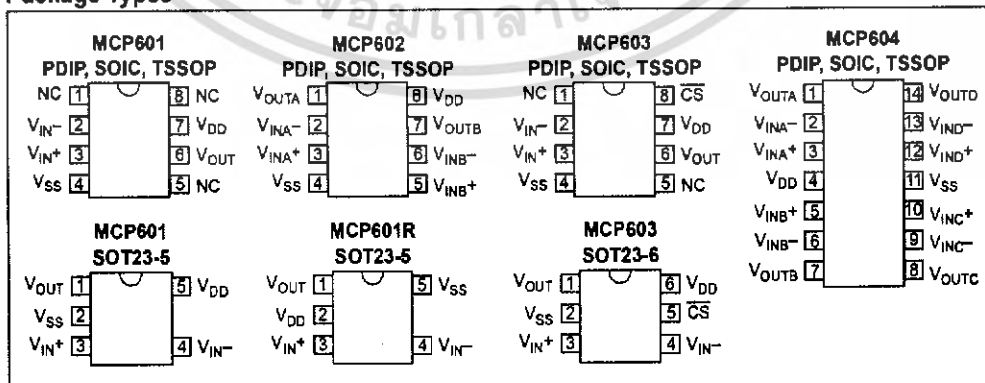 Package Types
MCP601
PDIP, SOIC, TSSOP
NC 1
8 NC
VIN– 2
7 VDD
VIN+ 3
6 VOUT
VSS 4
5 NC
MCP602
PDIP, SOIC, TSSOP
VOUTA 1
8 VDD
VINA– 2
7 VOUTB
VINA+ 3
6 VINB–
VSS 4
5 VINB+
MCP603
PDIP, SOIC, TSSOP
NC 1
8 CS
VIN– 2
7 VDD
VIN+ 3
6 VOUT
VSS 4
5 NC
MCP604
PDIP, SOIC, TSSOP
VOUTA 1
14 VOUTD
VINA– 2
13 VIND–
VINA+ 3
12 VIND+
VDD 4
11 VSS
VINB+ 5
10 VINC+
VINB– 6
9 VINC–
VOUTB 7
8 VOUTC
MCP601
SOT23-5
VOUT 1
5 VDD
VSS 2
VIN+ 3
4 VIN–
MCP601R
SOT23-5
VOUT 1
5 VSS
VDD 2
VIN+ 3
4 VIN–
MCP603
SOT23-6
VOUT 1
6 VDD
VSS 2
5 CS
VIN+ 3
4 VIN–